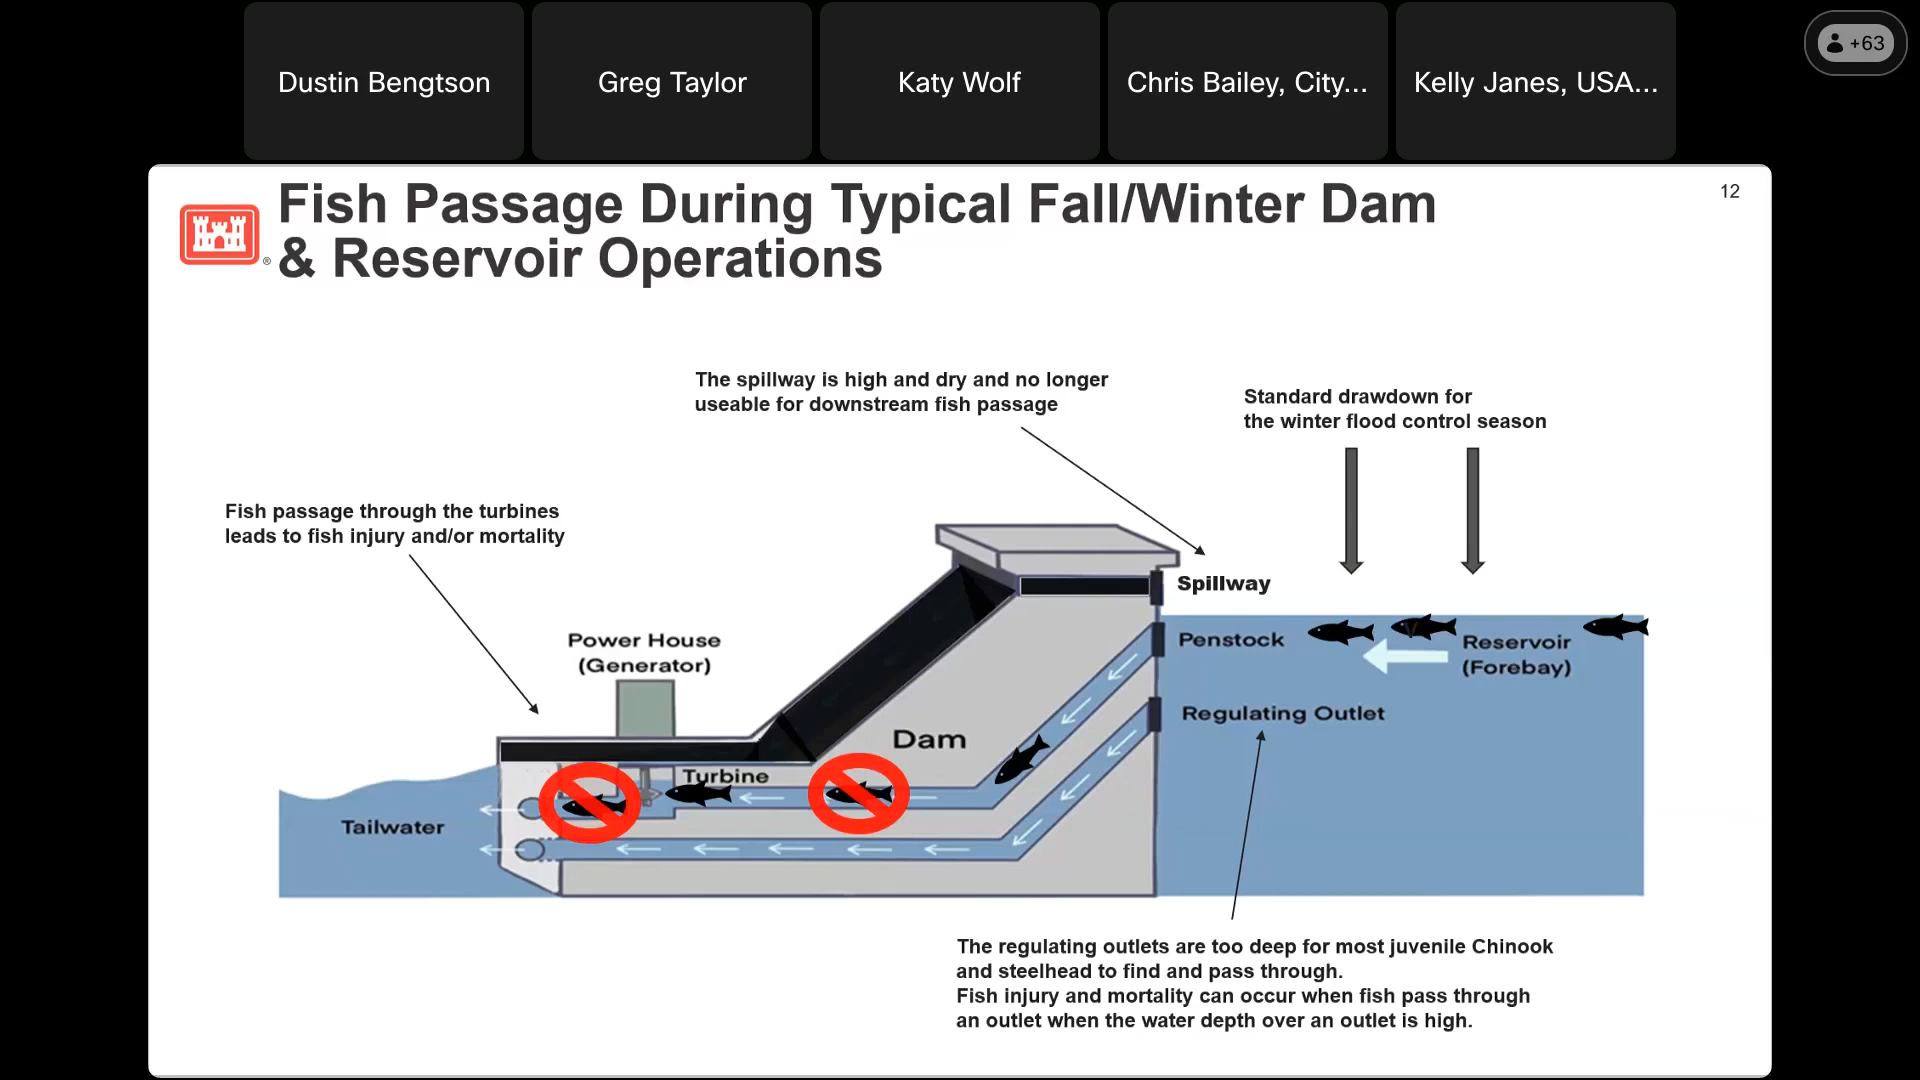 Dustin Bengtson
Greg Taylor
Katy Wolf
Chris Bailey, City...
Kelly Janes, USA...
+63
Fish Passage During Typical Fall/Winter Dam
& Reservoir Operations
12
®
The spillway is high and dry and no longer
useable for downstream fish passage
Standard drawdown for
the winter flood control season
Fish passage through the turbines
leads to fish injury and/or mortality
Spillway
Power House
(Generator)
Penstock
Reservoir
(Forebay)
Regulating Outlet
Dam
Turbine
Tailwater
The regulating outlets are too deep for most juvenile Chinook
and steelhead to find and pass through.
Fish injury and mortality can occur when fish pass through
an outlet when the water depth over an outlet is high.